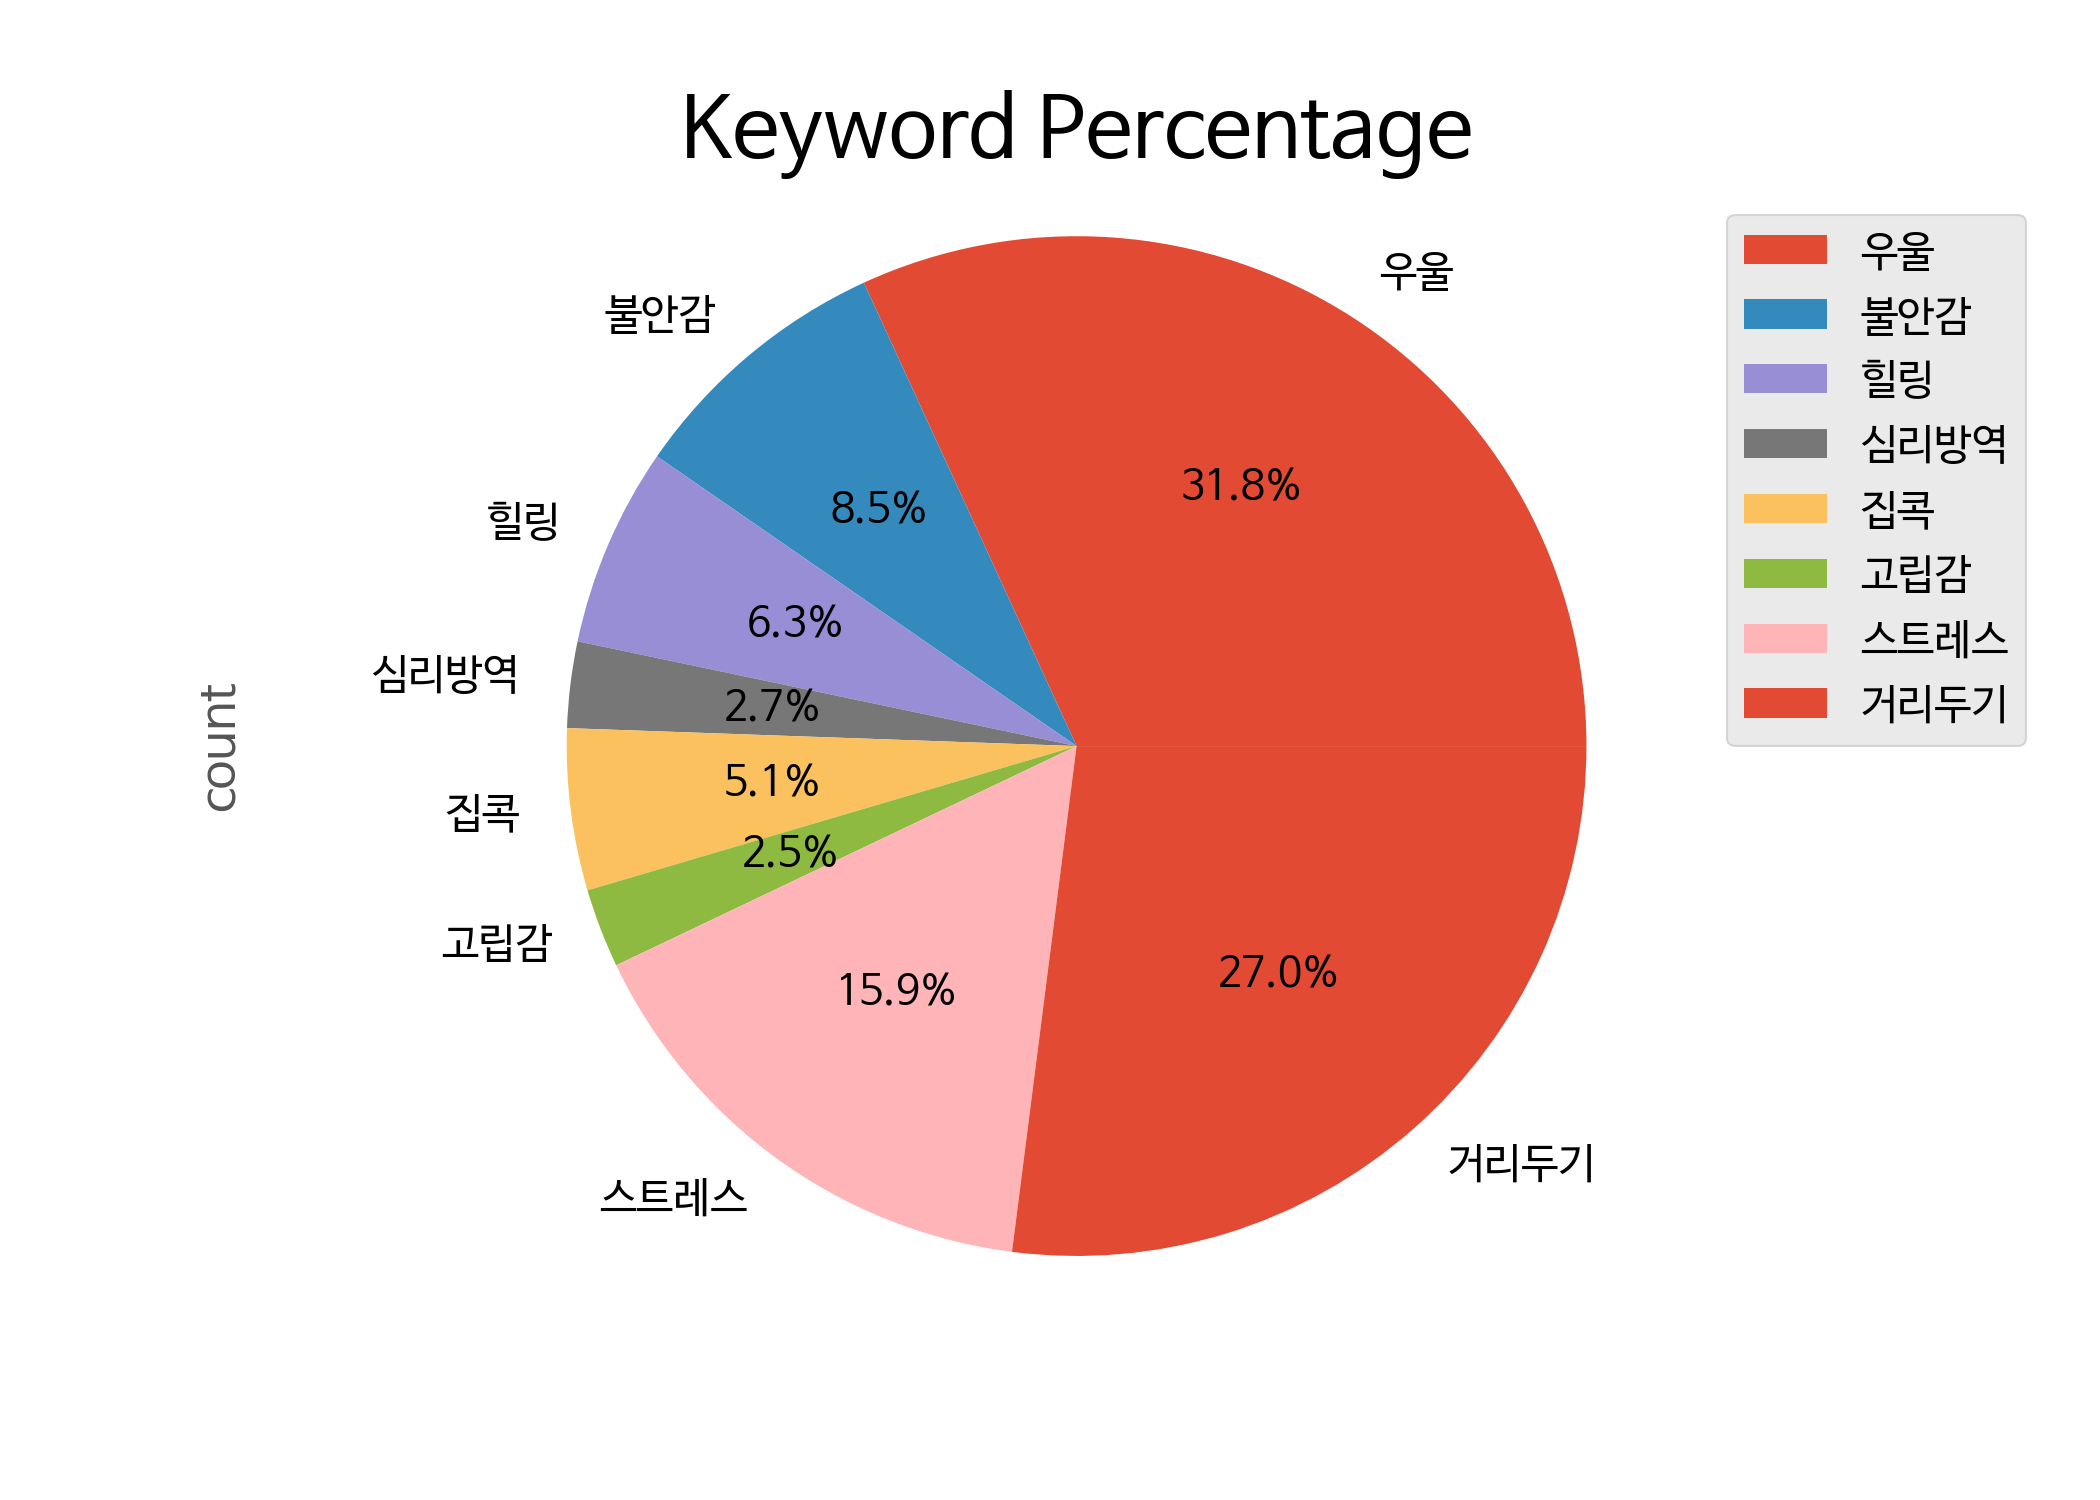 Keyword Percentage
우울
불안감
힐링
심리방역
집콕
고립감
스트레스
거리두기
31.8%
8.5%
6.3%
2.7%
5.1%
2.5%
15.9%
27.0%
count
우울
불안감
힐링
심리방역
집콕
고립감
스트레스
거리두기